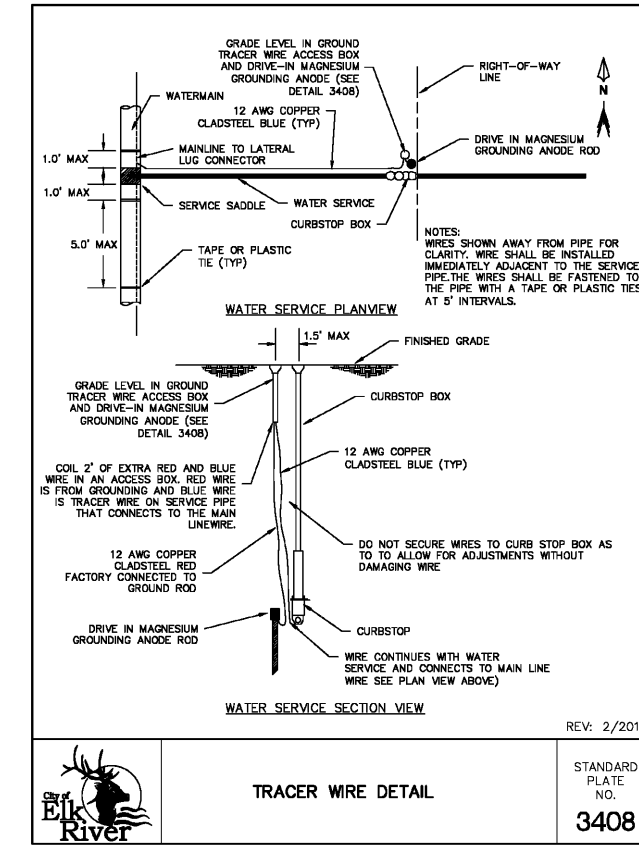 GRADE LEVEL IN GROUND
TRACER WIRE ACCESS BOX
AND DRIVE-IN MAGNESIUM
GROUNDING ANODE (SEE
DETAIL 3408)
RIGHT-OF-WAY
LINE
N
WATERMAIN
12 AWG COPPER
CLADSTEEL BLUE (TYP)
MAINLINE TO LATERAL
LUG CONNECTOR
DRIVE IN MAGNESIUM
GROUNDING ANODE ROD
1.0' MAX
1.0' MAX
SERVICE SADDLE
WATER SERVICE
CURBSTOP BOX
5.0' MAX
TAPE OR PLASTIC
TIE (TYP)
NOTES:
WIRES SHOWN AWAY FROM PIPE FOR
CLARITY. WIRE SHALL BE INSTALLED
IMMEDIATELY ADJACENT TO THE SERVICE
PIPE.THE WIRES SHALL BE FASTENED TO
THE PIPE WITH A TAPE OR PLASTIC TIES
AT 5' INTERVALS.
WATER SERVICE PLANVIEW
1.5' MAX
FINISHED GRADE
GRADE LEVEL IN GROUND
TRACER WIRE ACCESS BOX
AND DRIVE-IN MAGNESIUM
GROUNDING ANODE (SEE
DETAIL 3408)
CURBSTOP BOX
COIL 2' OF EXTRA RED AND BLUE
WIRE IN AN ACCESS BOX. RED WIRE
IS FROM GROUNDING AND BLUE WIRE
IS TRACER WIRE ON SERVICE PIPE
THAT CONNECTS TO THE MAIN
LINEWIRE.
12 AWG COPPER
CLADSTEEL BLUE (TYP)
DO NOT SECURE WIRES TO CURB STOP BOX AS
TO TO ALLOW FOR ADJUSTMENTS WITHOUT
DAMAGING WIRE
12 AWG COPPER
CLADSTEEL RED
FACTORY CONNECTED TO
GROUND ROD
DRIVE IN MAGNESIUM
GROUNDING ANODE ROD
CURBSTOP
WIRE CONTINUES WITH WATER
SERVICE AND CONNECTS TO MAIN LINE
WIRE SEE PLAN VIEW ABOVE)
WATER SERVICE SECTION VIEW
REV: 2/201
City of
Elk
River
TRACER WIRE DETAIL
STANDARD
PLATE
NO.
3408